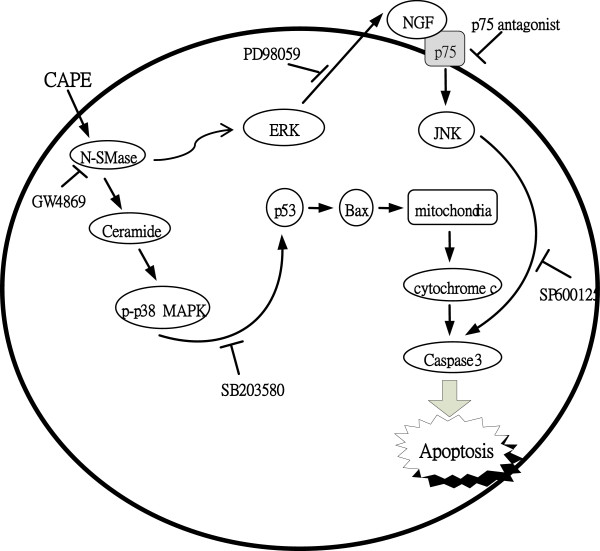 NGF
p75 antagonist
p75
PD98059
CAPE
ERK
JNK
N-SMase
GW4869
p53
Bax
mitochondia
Ceramide
cytochrome c
SP600125
p-p38 MAPK
Caspase3
SB203580
Apoptosis